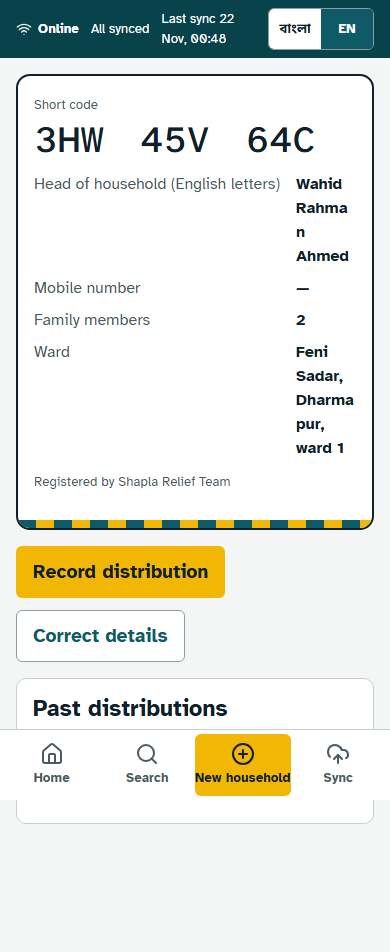 Online All synced Last sync 22
Nov, 00:48
বাংলা EN
Short code
3HW 45V 64C
Head of household (English letters) Wahid
Rahma
n
Ahmed
Mobile number —
Family members 2
Ward Feni
Sadar,
Dharma
pur,
ward 1
Registered by Shapla Relief Team
Record distribution
Correct details
Past distributions
Home Search New household Sync